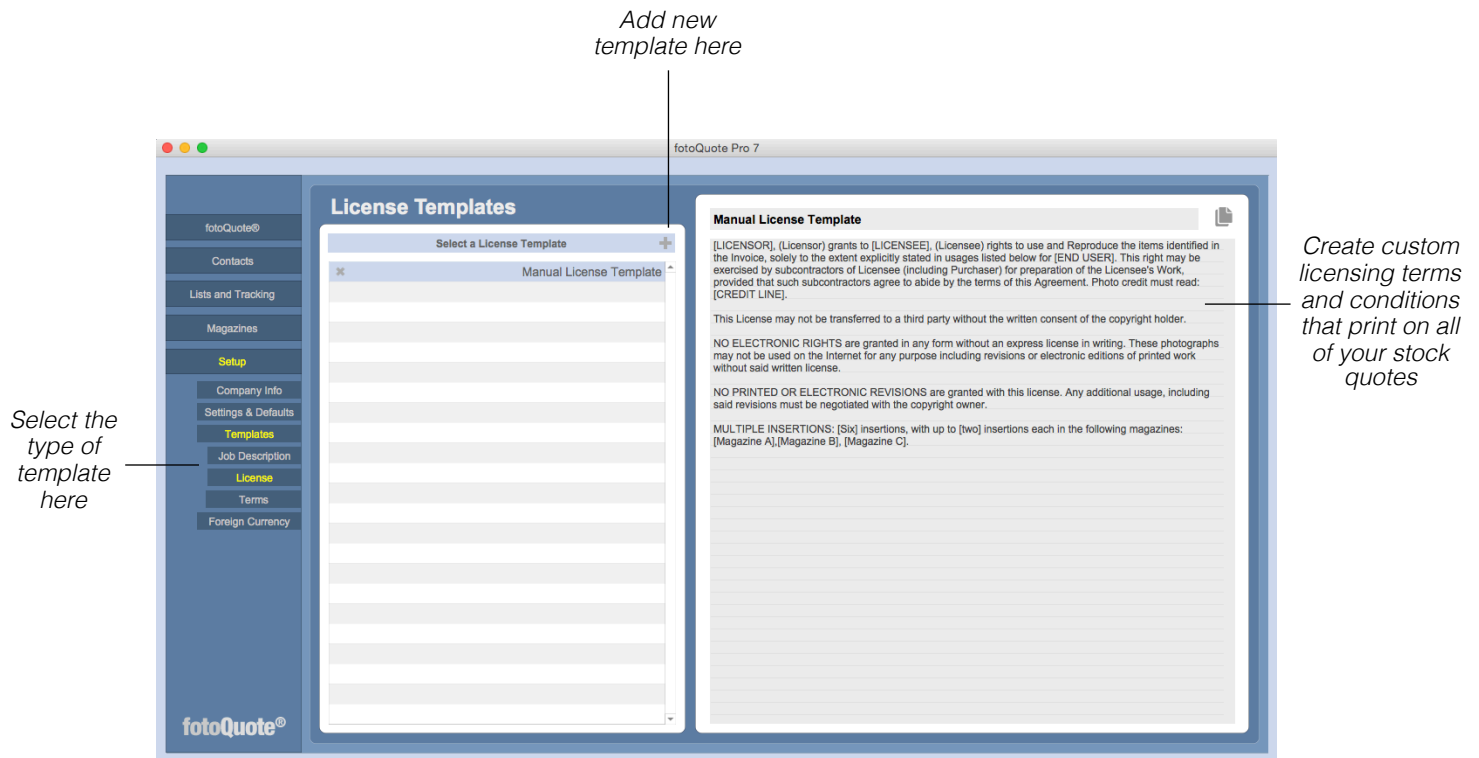 Add new
template here
fotoQuote Pro 7
fotoQuote®
Contacts
Lists and Tracking
Magazines
Setup
Company Info
Settings & Defaults
Templates
Job Description
License
Terms
Foreign Currency
fotoQuote®
Select the
type of
template
here
License Templates
Select a License Template
Manual License Template
Manual License Template
[LICENSOR], (Licensor) grants to [LICENSEE], (Licensee) rights to use and Reproduce the items identified in
the Invoice, solely to the extent explicitly stated in usages listed below for [END USER]. This right may be
exercised by subcontractors of Licensee (including Purchaser) for preparation of the Licensee's Work,
provided that such subcontractors agree to abide by the terms of this Agreement. Photo credit must read:
[CREDIT LINE].
This License may not be transferred to a third party without the written consent of the copyright holder.
NO ELECTRONIC RIGHTS are granted in any form without an express license in writing. These photographs
may not be used on the Internet for any purpose including revisions or electronic editions of printed work
without said written license.
NO PRINTED OR ELECTRONIC REVISIONS are granted with this license. Any additional usage, including
said revisions must be negotiated with the copyright owner.
MULTIPLE INSERTIONS: [Six] insertions, with up to [two] insertions each in the following magazines:
[Magazine A],[Magazine B], [Magazine C].
Create custom
licensing terms
and conditions
that print on all
of your stock
quotes